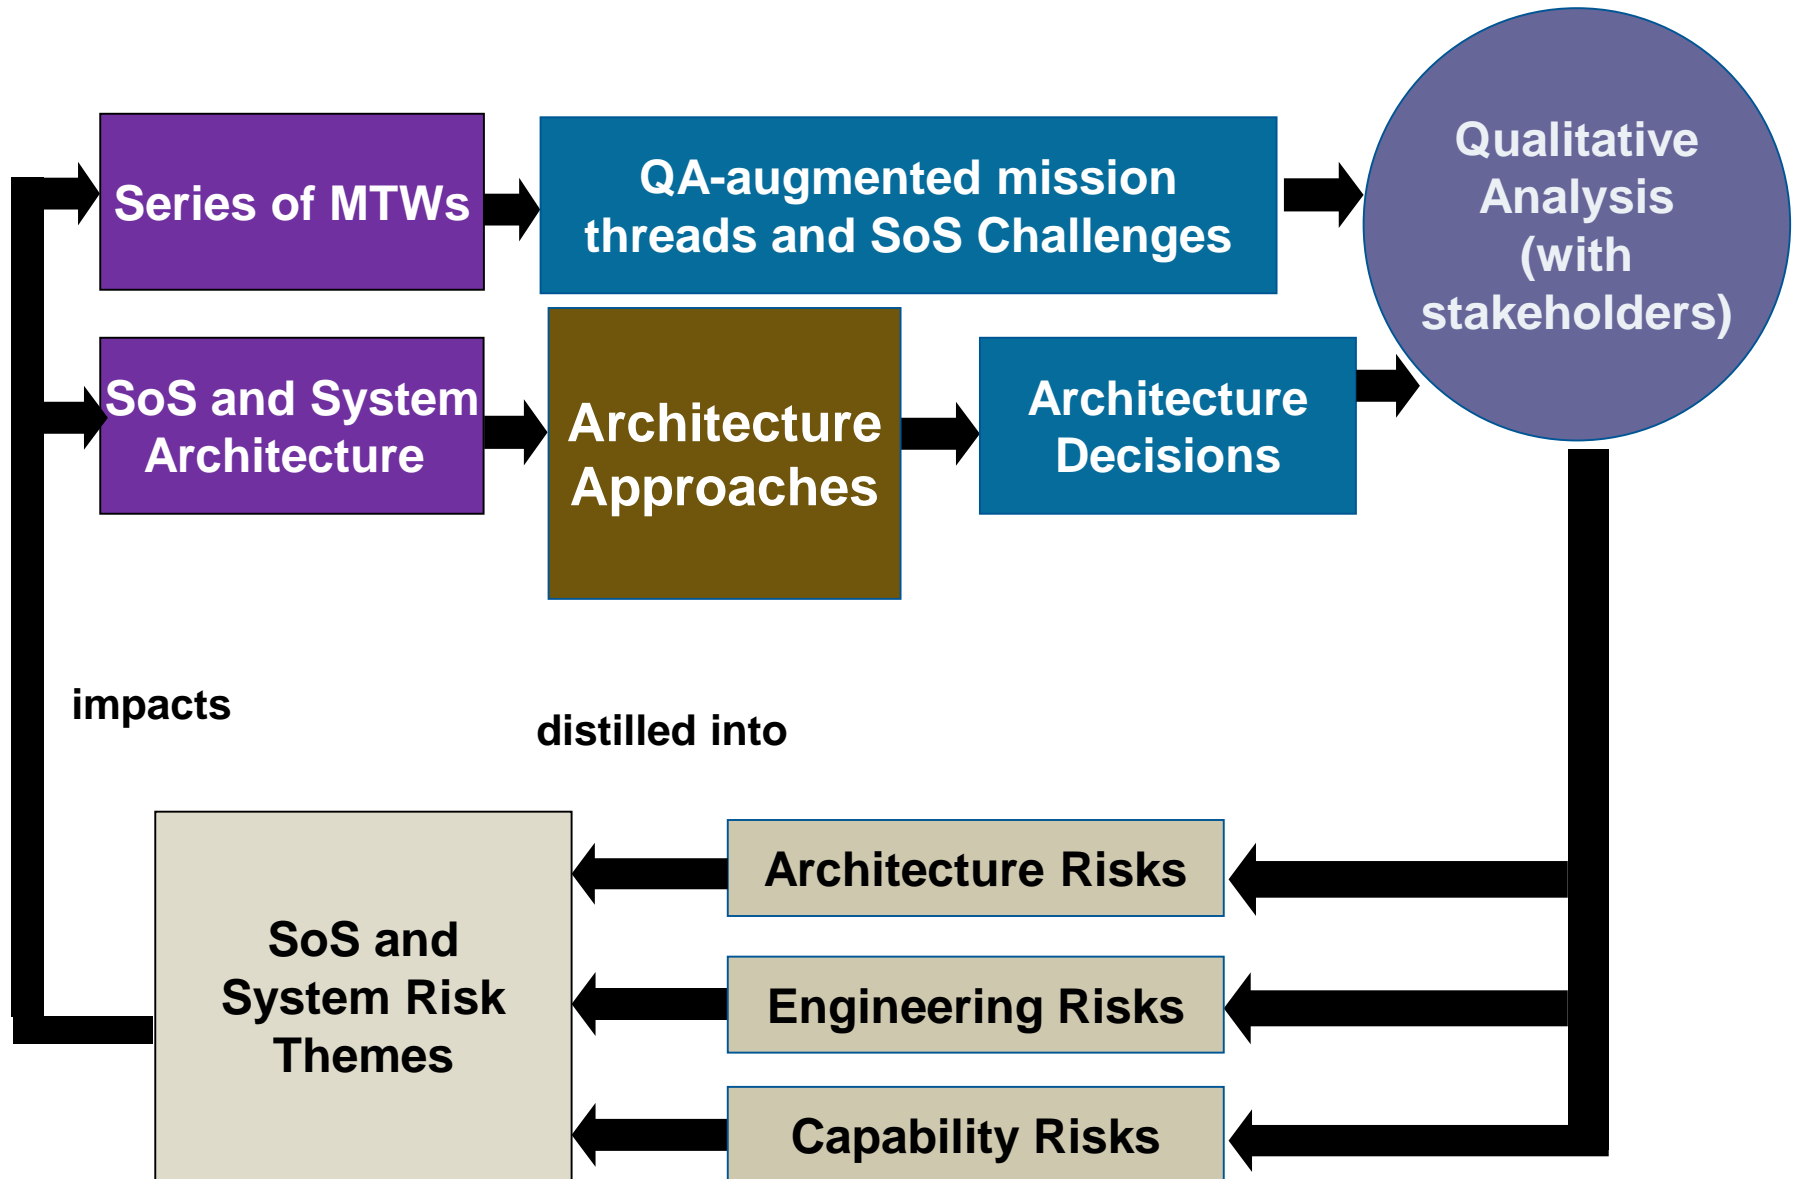 Series of MTWs
QA-augmented mission
threads and SoS Challenges
Qualitative
Analysis
(with
stakeholders)
SoS and System
Architecture
Architecture
Approaches
Architecture
Decisions
impacts
distilled into
SoS and
System Risk
Themes
Architecture Risks
Engineering Risks
Capability Risks